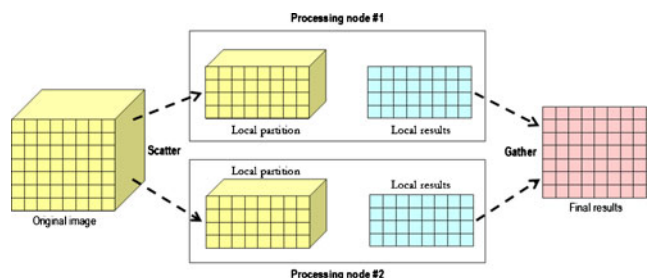 Processing node #1
Local partition
Local results
Scatter
Original image
Gather
Final results
Local partition
Local results
Processing node #2